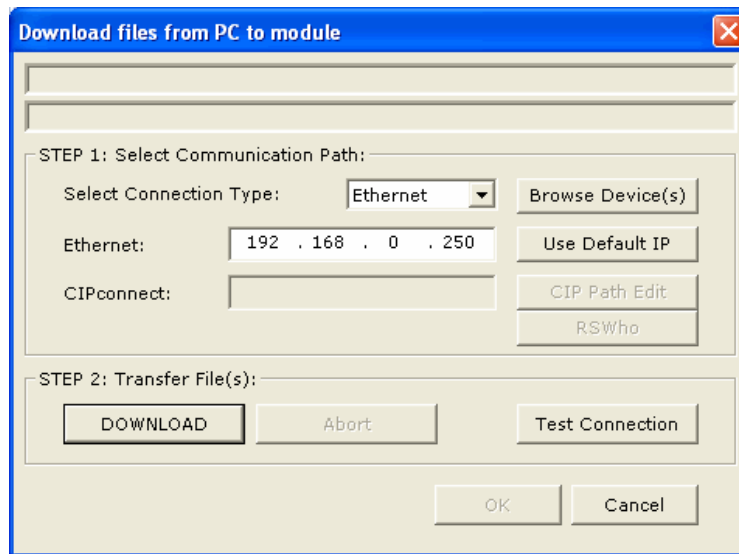 Download files from PC to module
STEP 1: Select Communication Path:
Select Connection Type: Ethernet Browse Device(s)
Ethernet: 192 . 168 . 0 . 250 Use Default IP
CIPconnect: CIP Path Edit
RSWho
STEP 2: Transfer File(s):
DOWNLOAD Abort Test Connection
OK Cancel